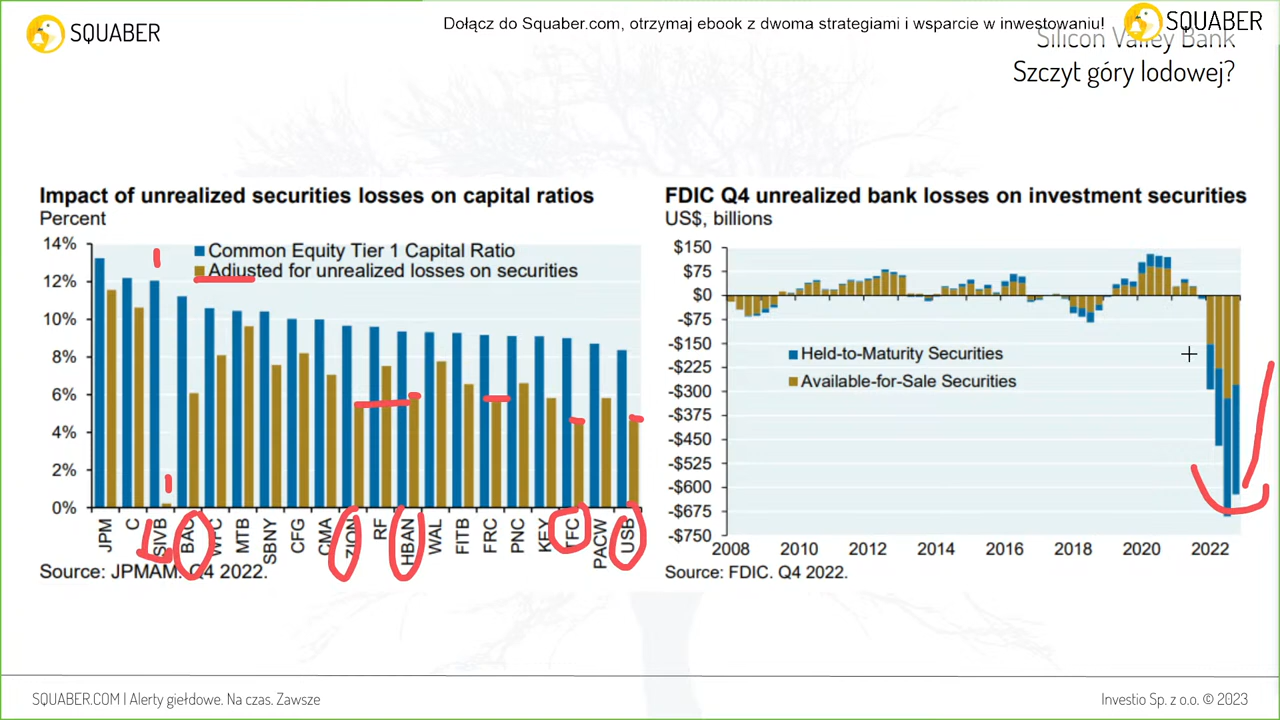 SQUABER
Dołącz do Squaber.com, otrzymaj ebook z dwoma strategiami i wsparcie w inwestowaniu!
SQUABER
Silicon Valley Bank
Szczyt góry lodowej?
Impact of unrealized securities losses on capital ratios
Percent
14%
12%
10%
8%
6%
4%
2%
0%
Common Equity Tier 1 Capital Ratio
Adjusted for unrealized losses on securities
JPM
C
SIVB
BAC
WFC
MTB
SBNY
CFG
CMA
ZION
RF
HBAN
WAL
FITB
FRC
PNC
KEY
TFC
PACW
USB
Source: JPMAM. Q4 2022.
FDIC Q4 unrealized bank losses on investment securities
US$, billions
$150
$75
$0
-$75
-$150
-$225
-$300
-$375
-$450
-$525
-$600
-$675
-$750
Held-to-Maturity Securities
Available-for-Sale Securities
2008 2010 2012 2014 2016 2018 2020 2022
Source: FDIC. Q4 2022.
SQUABER.COM | Alerty giełdowe. Na czas. Zawsze
Investio Sp. z o.o. © 2023